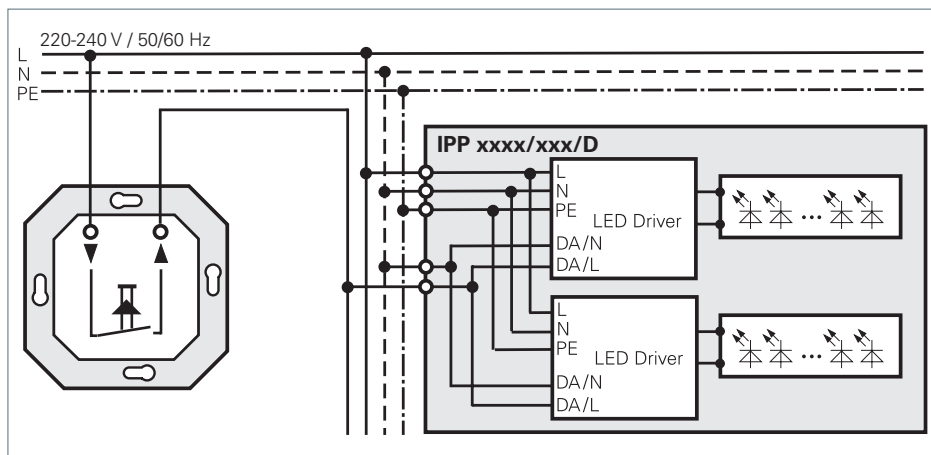 220-240 V / 50/60 Hz
L
N
PE
IPP xxxx/xxx/D
L
N
PE
LED Driver
DA/N
DA/L
L
N
PE
LED Driver
DA/N
DA/L